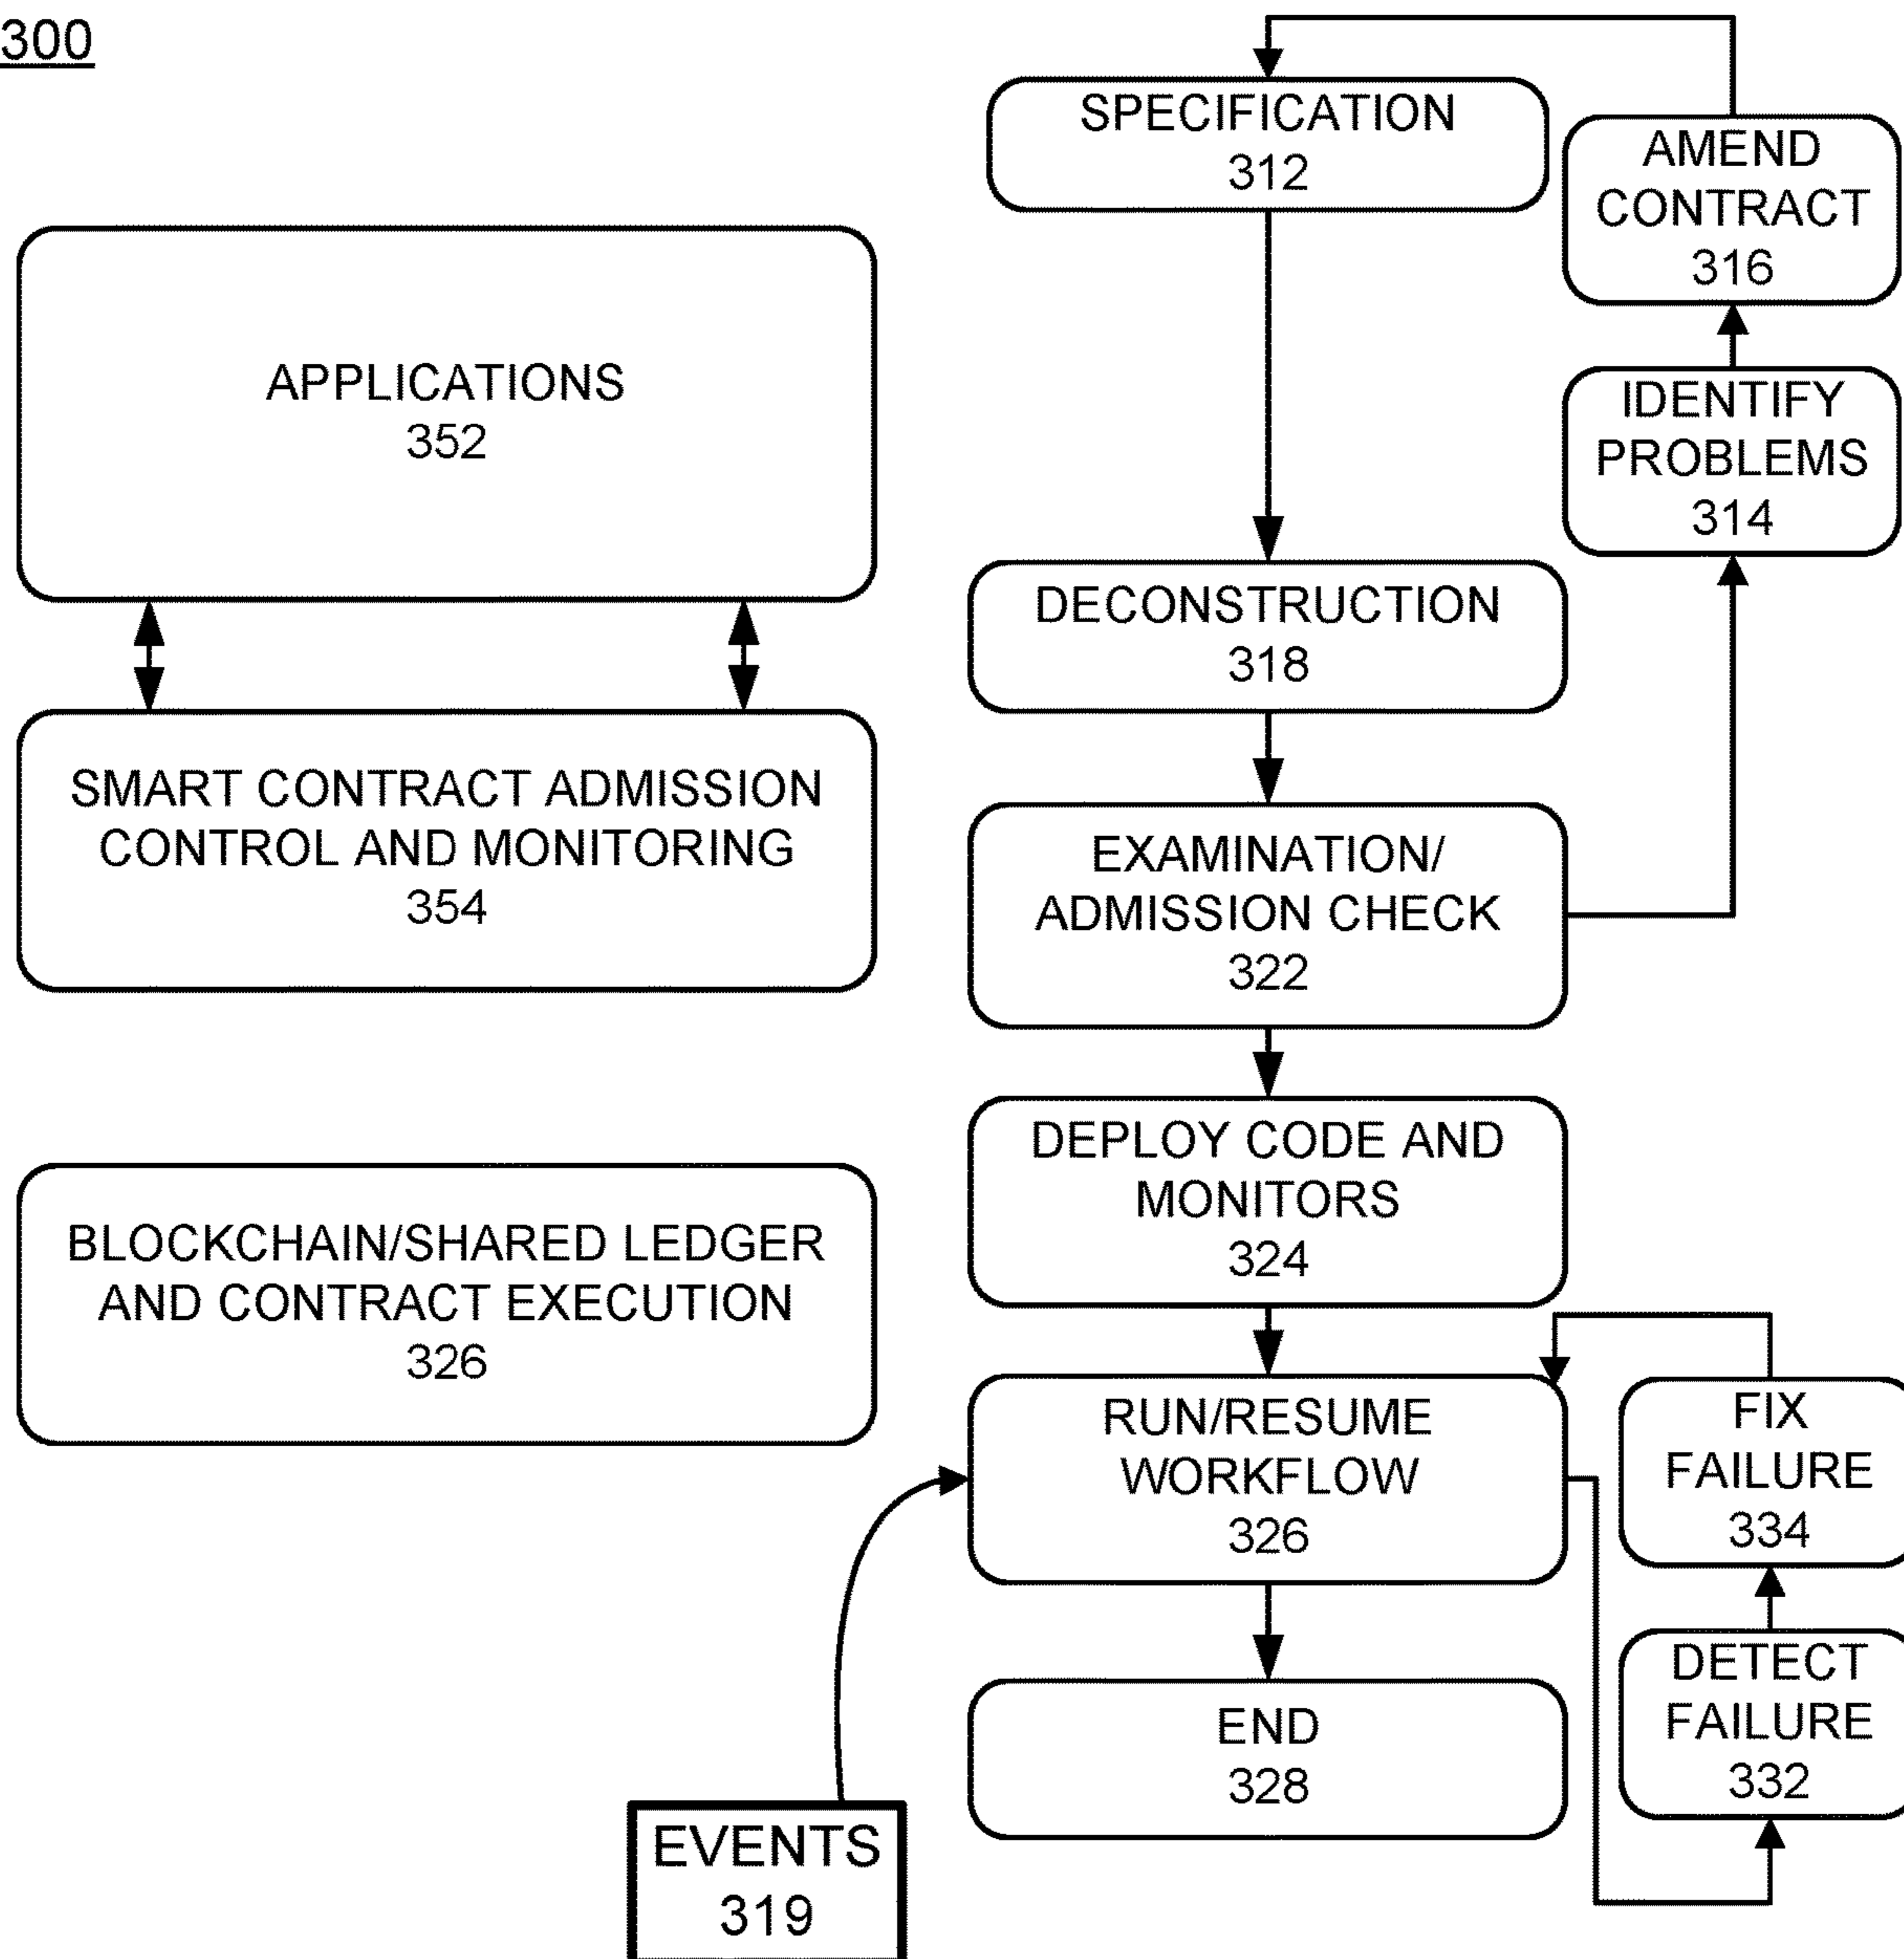 300
SPECIFICATION
312
AMEND
CONTRACT
316
IDENTIFY
PROBLEMS
314
APPLICATIONS
352
DECONSTRUCTION
318
SMART CONTRACT ADMISSION
CONTROL AND MONITORING
354
EXAMINATION/
ADMISSION CHECK
322
DEPLOY CODE AND
MONITORS
324
BLOCKCHAIN/SHARED LEDGER
AND CONTRACT EXECUTION
326
RUN/RESUME
WORKFLOW
326
FIX
FAILURE
334
DETECT
FAILURE
332
END
328
EVENTS
319